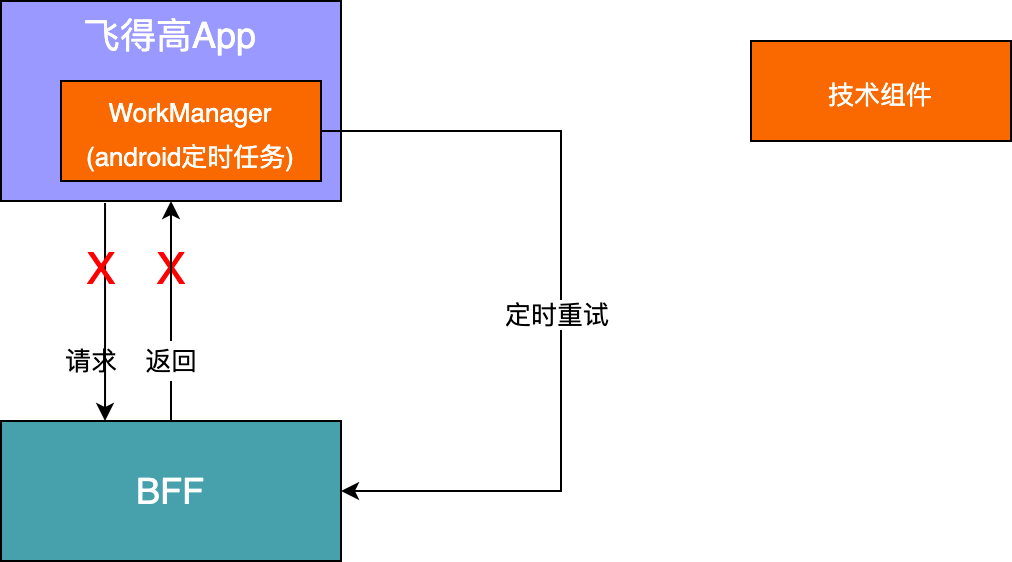 飞得高App
WorkManager
(android定时任务)
技术组件
X
X
定时重试
请求
返回
BFF